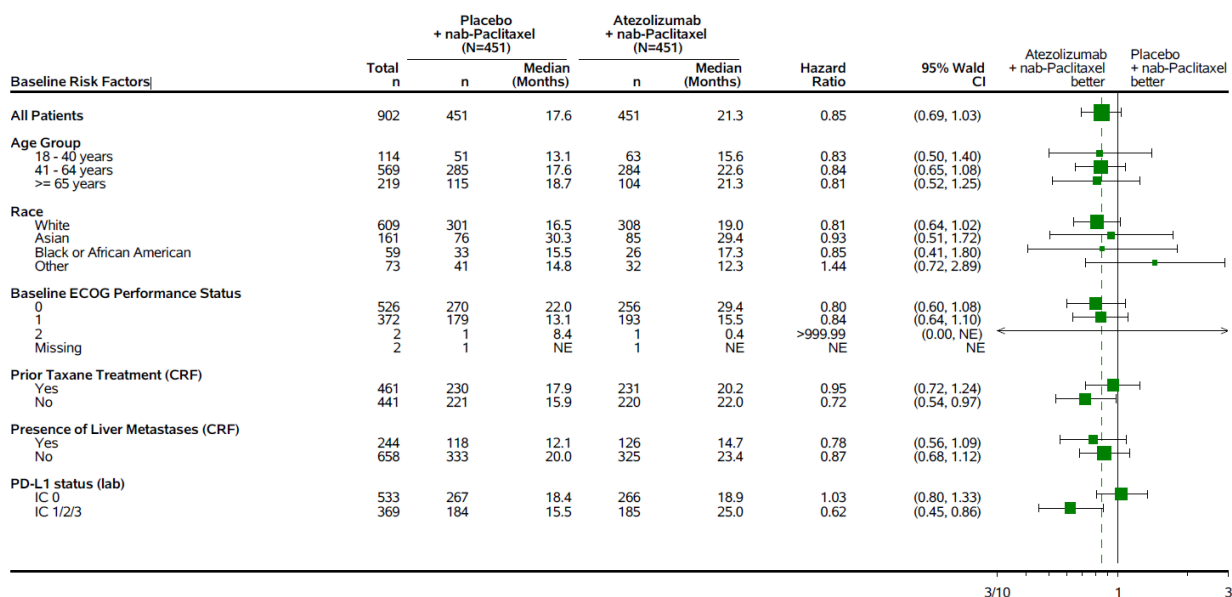 Placebo + nab-Paclitaxel (N=451) Atezolizumab + nab-Paclitaxel (N=451)
Baseline Risk Factors Total n n Median (Months) n Median (Months) Hazard Ratio 95% Wald CI Atezolizumab + nab-Paclitaxel better Placebo + nab-Paclitaxel better
All Patients 902 451 17.6 451 21.3 0.85 (0.69, 1.03)
Age Group
18 - 40 years 114 51 13.1 63 15.6 0.83 (0.50, 1.40)
41 - 64 years 569 285 17.6 284 22.6 0.84 (0.65, 1.08)
>= 65 years 219 115 18.7 104 21.3 0.81 (0.52, 1.25)
Race
White 609 301 16.5 308 19.0 0.81 (0.64, 1.02)
Asian 161 76 30.3 85 29.4 0.93 (0.51, 1.72)
Black or African American 59 33 15.5 26 17.3 0.85 (0.41, 1.80)
Other 73 41 14.8 32 12.3 1.44 (0.72, 2.89)
Baseline ECOG Performance Status
0 526 270 22.0 256 29.4 0.80 (0.60, 1.08)
1 372 179 13.1 193 15.5 0.84 (0.64, 1.10)
2 2 1 8.4 1 0.4 >999.99 (0.00, NE)
Missing 2 1 NE 1 NE NE NE
Prior Taxane Treatment (CRF)
Yes 461 230 17.9 231 20.2 0.95 (0.72, 1.24)
No 441 221 15.9 220 22.0 0.72 (0.54, 0.97)
Presence of Liver Metastases (CRF)
Yes 244 118 12.1 126 14.7 0.78 (0.56, 1.09)
No 658 333 20.0 325 23.4 0.87 (0.68, 1.12)
PD-L1 status (lab)
IC 0 533 267 18.4 266 18.9 1.03 (0.80, 1.33)
IC 1/2/3 369 184 15.5 185 25.0 0.62 (0.45, 0.86)
3/10 1 3